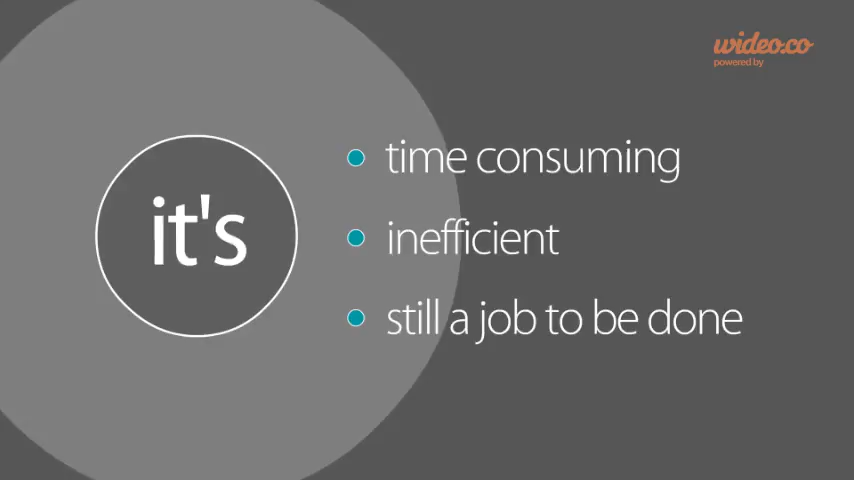 wideo.co
powered by
it's
time consuming
inefficient
still a job to be done